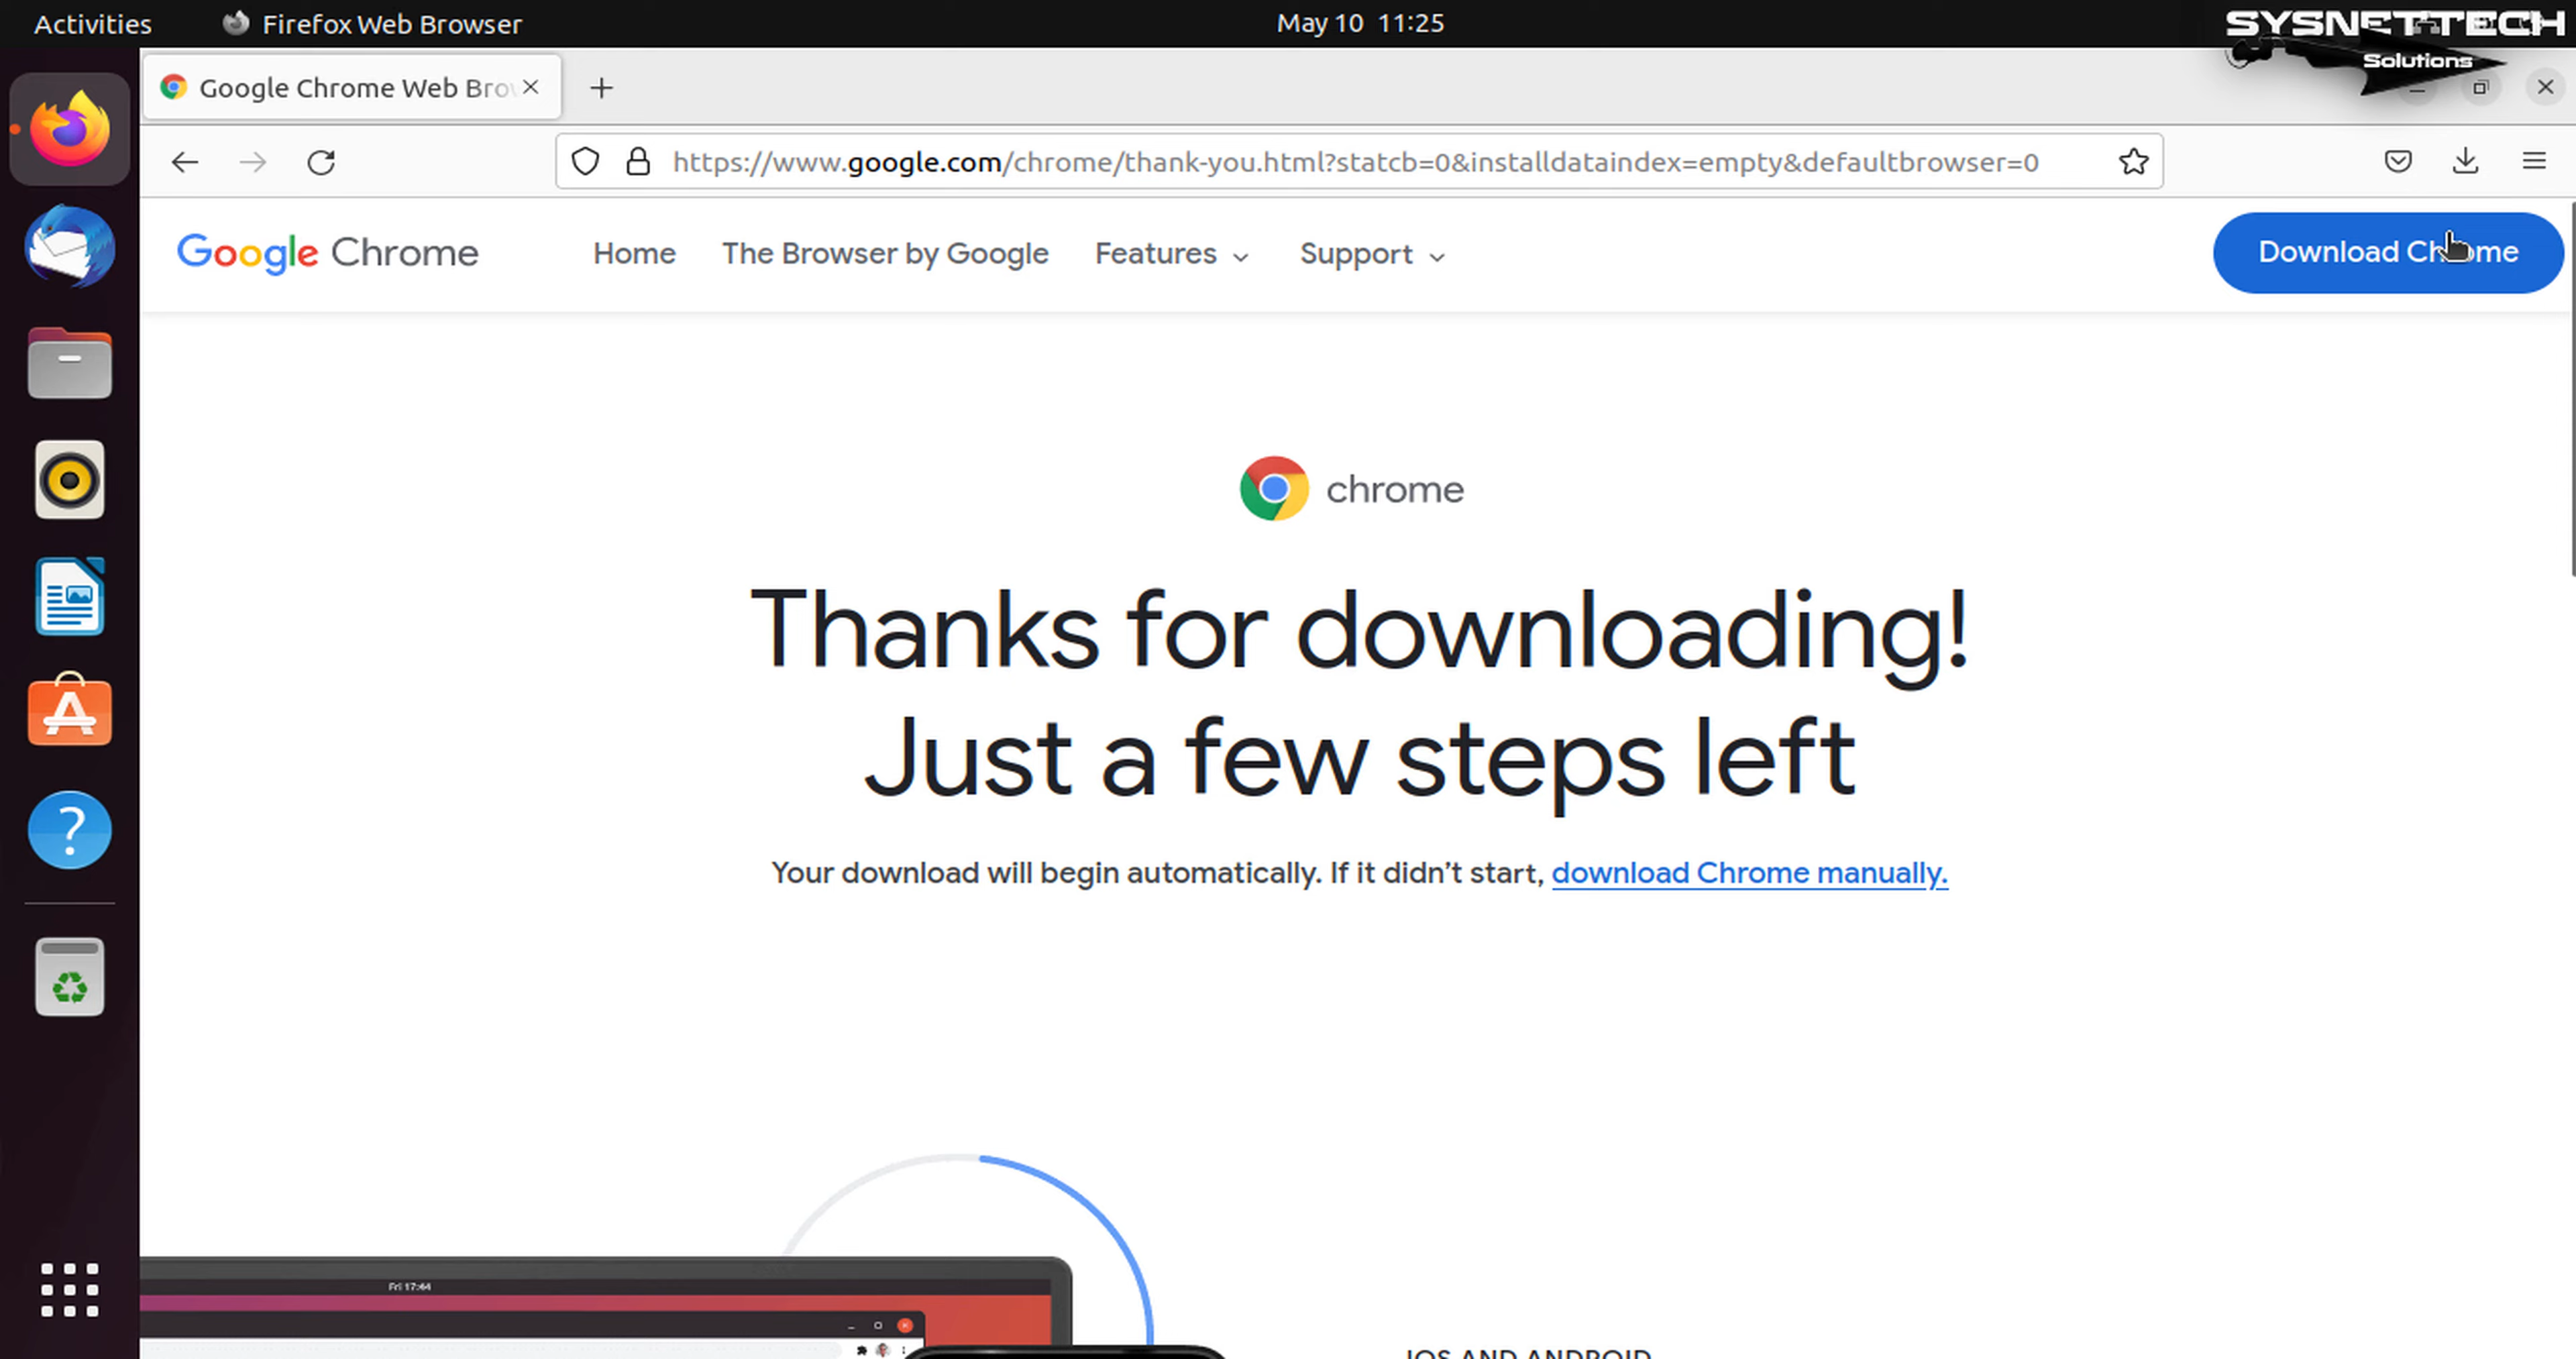 Activities
Firefox Web Browser
May 10 11:25
SYSNETTECH
Solutions
Google Chrome Web Bro
https://www.google.com/chrome/thank-you.html?statcb=0&installdataindex=empty&defaultbrowser=0
Google Chrome
Home
The Browser by Google
Features
Support
Download Chrome
chrome
Thanks for downloading!
Just a few steps left
Your download will begin automatically. If it didn’t start, download Chrome manually.
Fri 17:44
IOS AND ANDROID